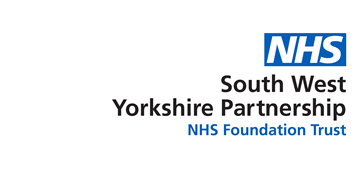 NHS
South West
Yorkshire Partnership
NHS Foundation Trust